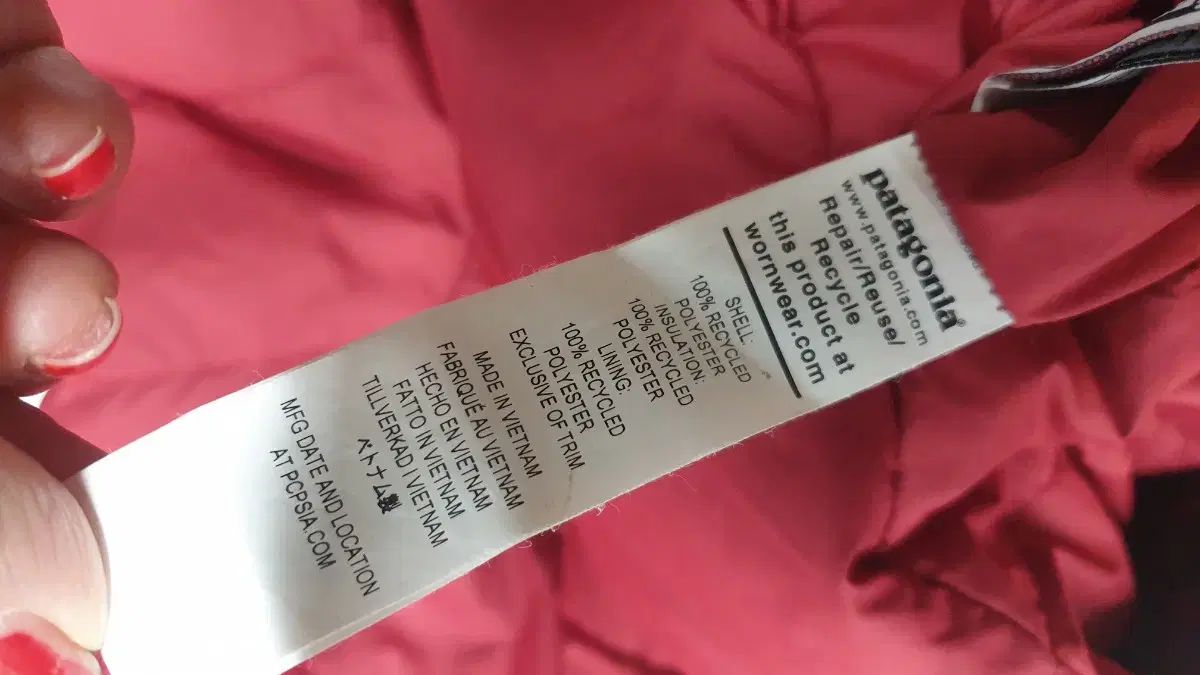 patagonia®
www.patagonia.com
Repair/Reuse/
Recycle
this product at
wornwear.com
SHELL:
100% RECYCLED
POLYESTER
INSULATION:
100% RECYCLED
POLYESTER
LINING:
100% RECYCLED
POLYESTER
EXCLUSIVE OF TRIM
MADE IN VIETNAM
FABRIQUÉ AU VIETNAM
HECHO EN VIETNAM
FATTO IN VIETNAM
TILLVERKAD I VIETNAM
ベトナム製
MFG DATE AND LOCATION
AT PCPSIA.COM